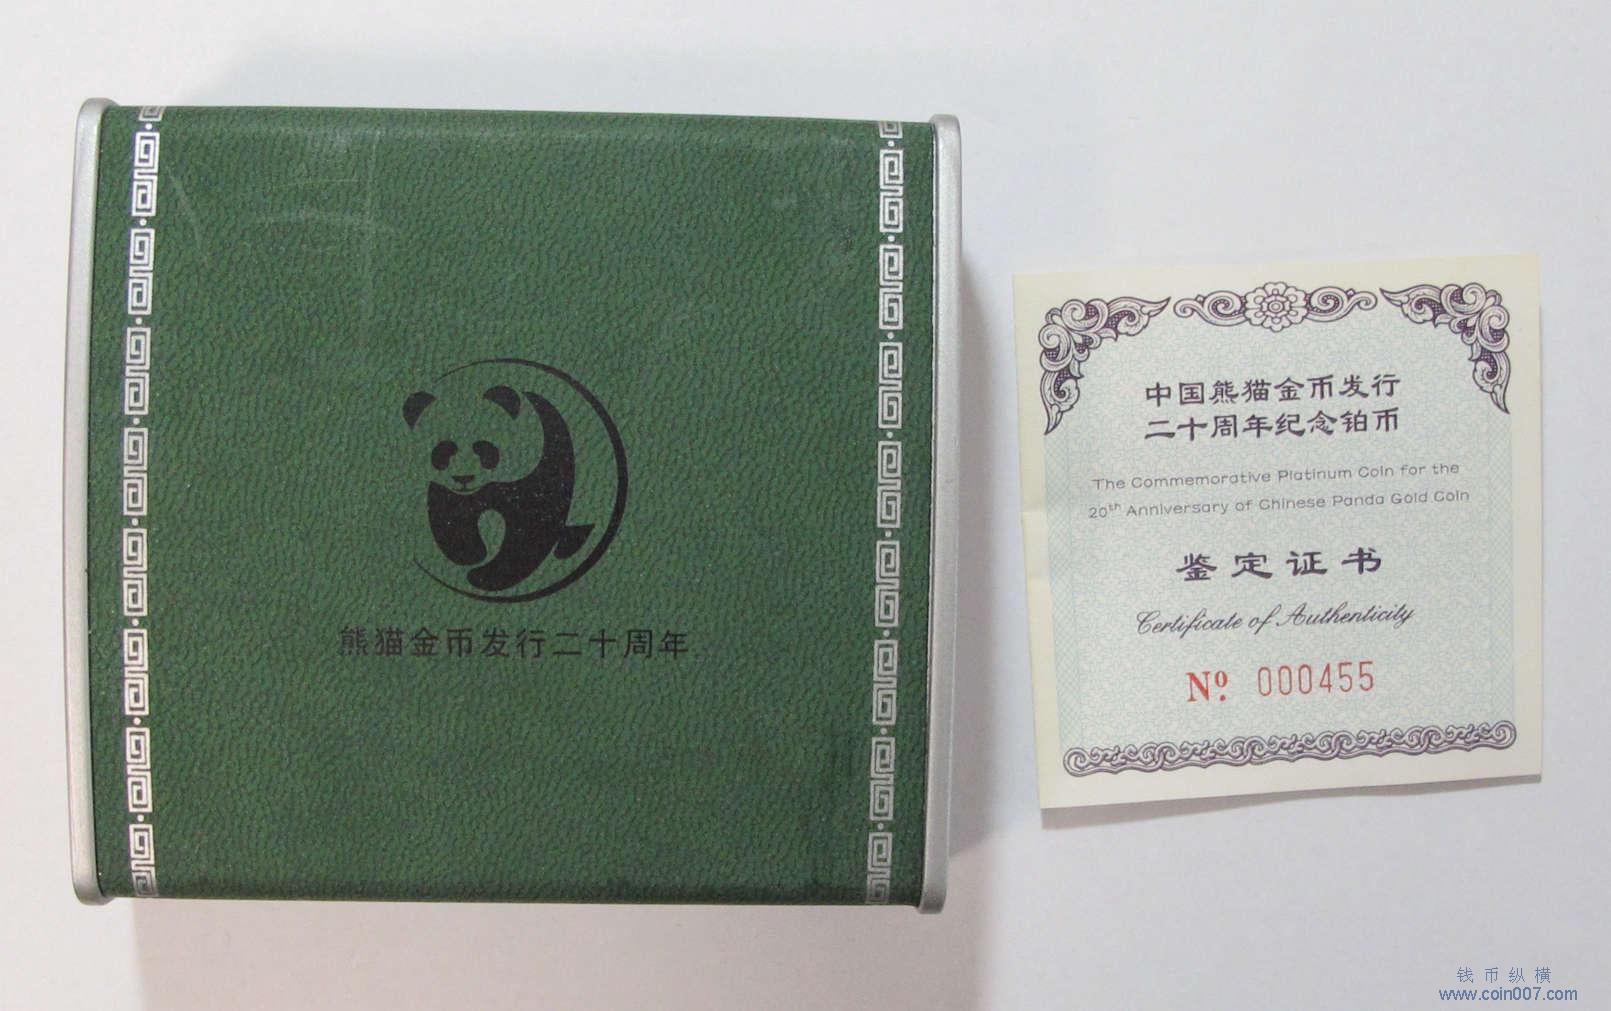 熊猫金币发行二十周年
中国熊猫金币发行
二十周年纪念铂币
The Commemorative Platinum Coin for the
20th Anniversary of Chinese Panda Gold Coin
鉴定证书
Certificate of Authenticity
Nº. 000455
钱币纵横
www.coin007.com